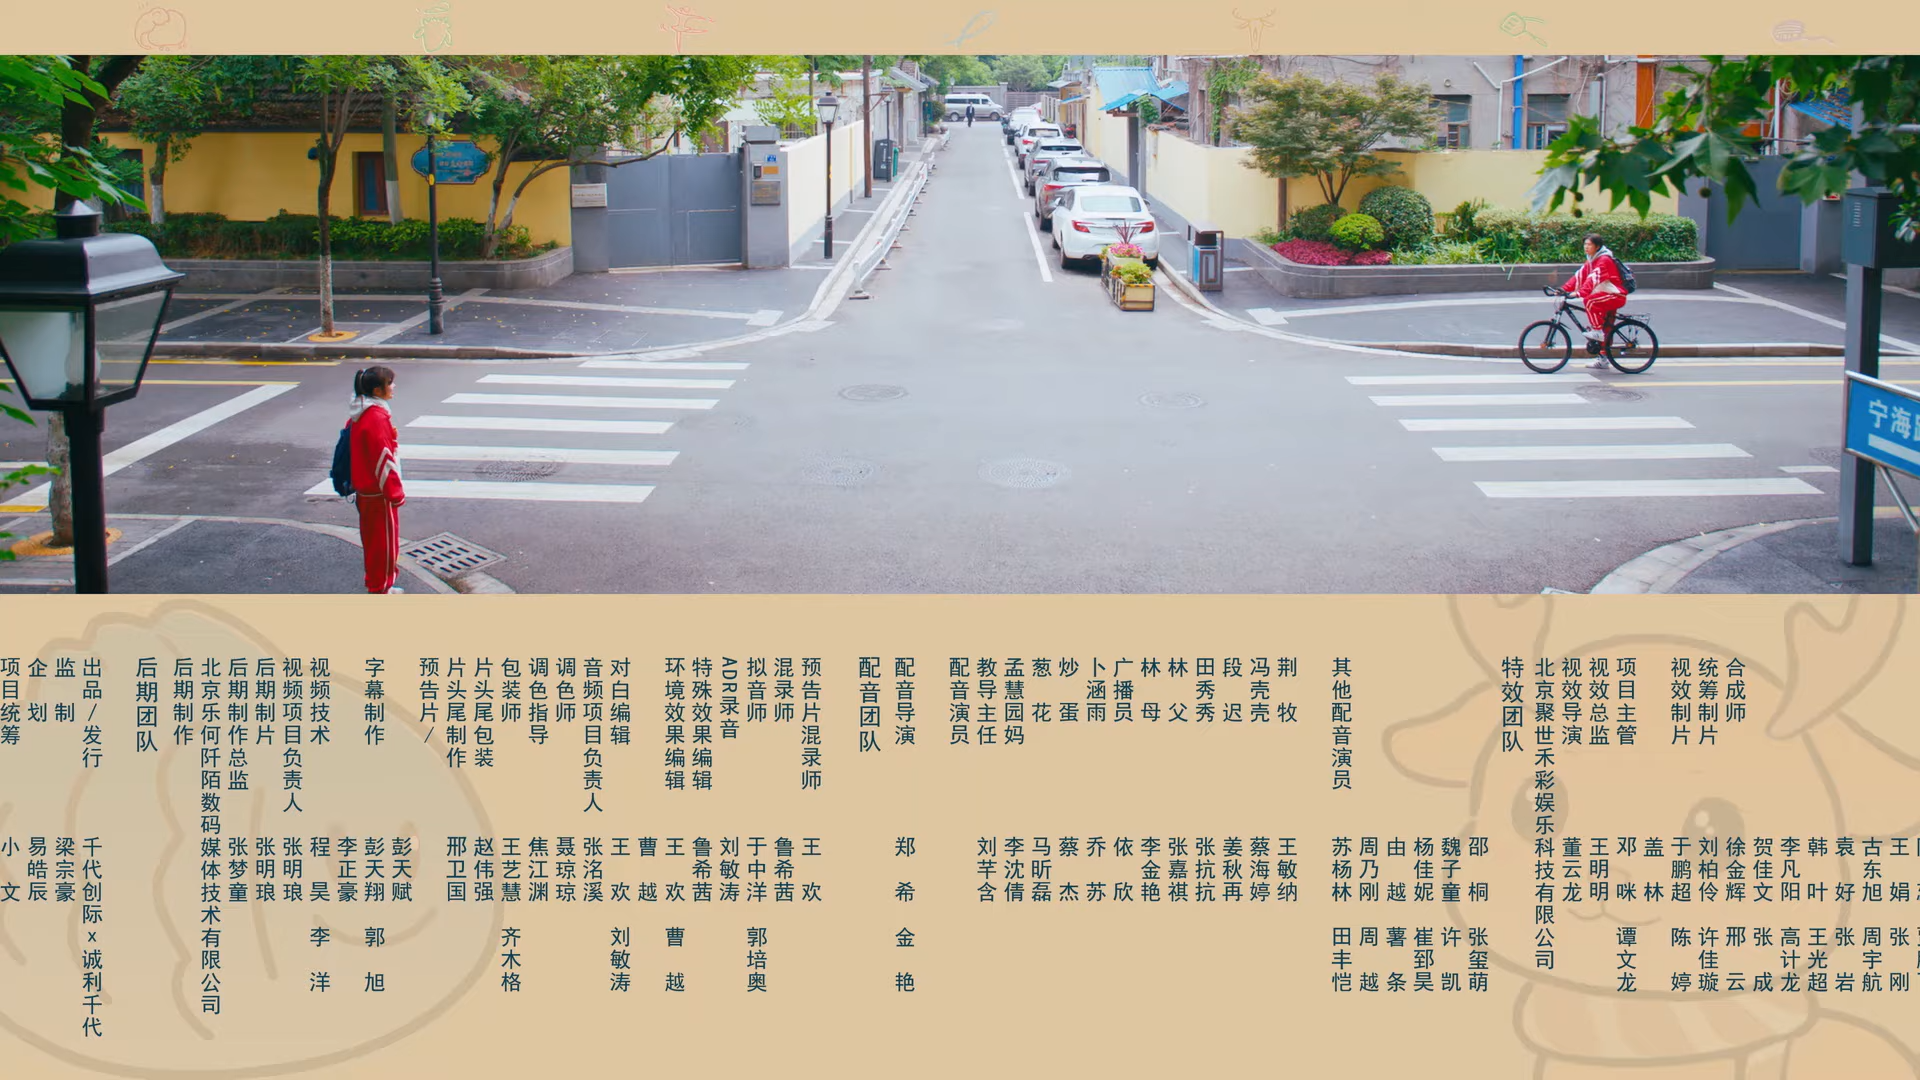 宁海
项目统筹 小文
企划 易皓辰
监制 梁宗豪
出品/发行 千代创际x诚利千代
后期团队
后期制作
北京乐何阡陌数码媒体技术有限公司
后期制作总监 张梦童
后期制片 张明琅
视频项目负责人 张明琅
视频技术 程昊 李洋
李正豪
字幕制作 彭天翔 郭旭
彭天赋
预告片/
片头尾制作 邢卫国
片头尾包装 赵伟强
包装师 王艺慧 齐木格
调色指导 焦江渊
调色师 聂琼琼
音频项目负责人 张洺溪
对白编辑 王欢 刘敏涛
曹越
环境效果编辑 王欢 曹越
特殊效果编辑 鲁希茜
ADR录音 刘敏涛
拟音师 于中洋 郭培奥
混录师 鲁希茜
预告片混录师 王欢
配音团队
配音导演 郑希 金艳
配音演员
教导主任 刘芊含
孟慧园妈 李沈倩
葱花 马昕磊
炒蛋 蔡杰
卜涵雨 乔苏
广播员 依欣
林母 李金艳
林父 张嘉祺
田秀秀 张抗抗
段迟 姜秋再
冯壳壳 蔡海婷
荆牧 王敏纳
其他配音演员 苏杨林 田丰恺
周乃刚 周越
由越 薯条
杨佳妮 崔郅昊
魏子童 许凯
邵桐 张玺萌
特效团队
北京聚世禾彩娱乐科技有限公司
视效导演 董云龙
视效总监 王明明
项目主管 邓咪 谭文龙
盖林
视效制片 于鹏超 陈婷
统筹制片 刘柏伶 许佳璇
合成师 徐金辉 邢云
贺佳文 张成
李凡阳 高计龙
韩叶 王光超
袁好 张岩
古东旭 周宇航
王娟 张刚